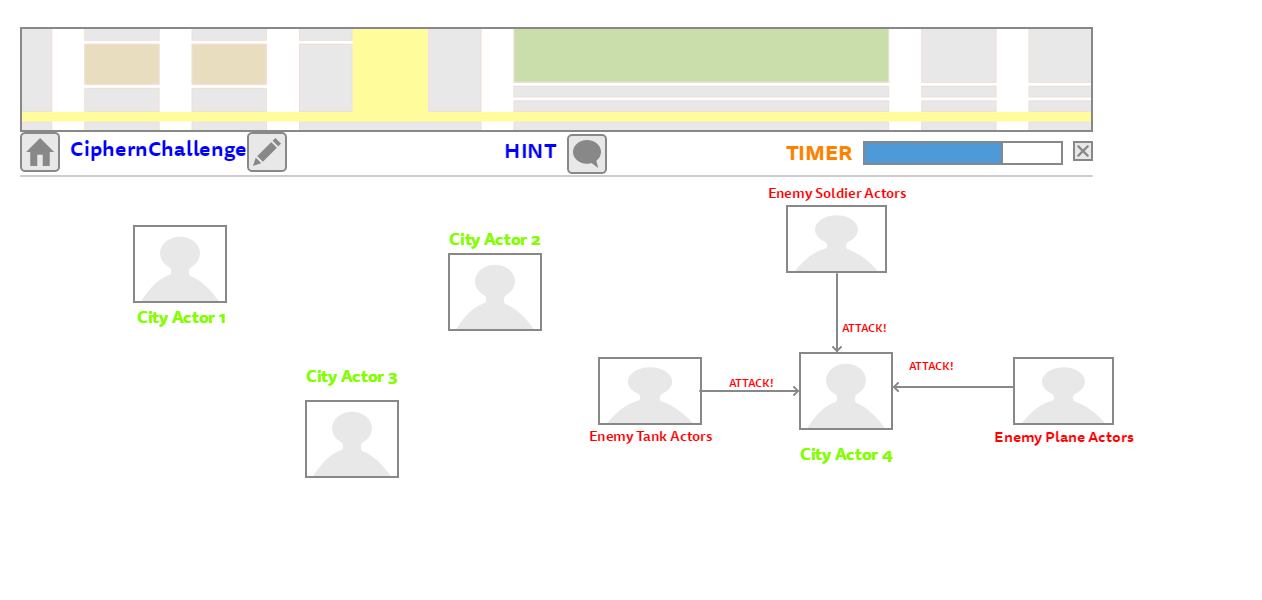 CiphernChallenge
HINT
TIMER
Enemy Soldier Actors
City Actor 2
City Actor 1
ATTACK!
ATTACK!
City Actor 3
ATTACK!
Enemy Tank Actors
Enemy Plane Actors
City Actor 4